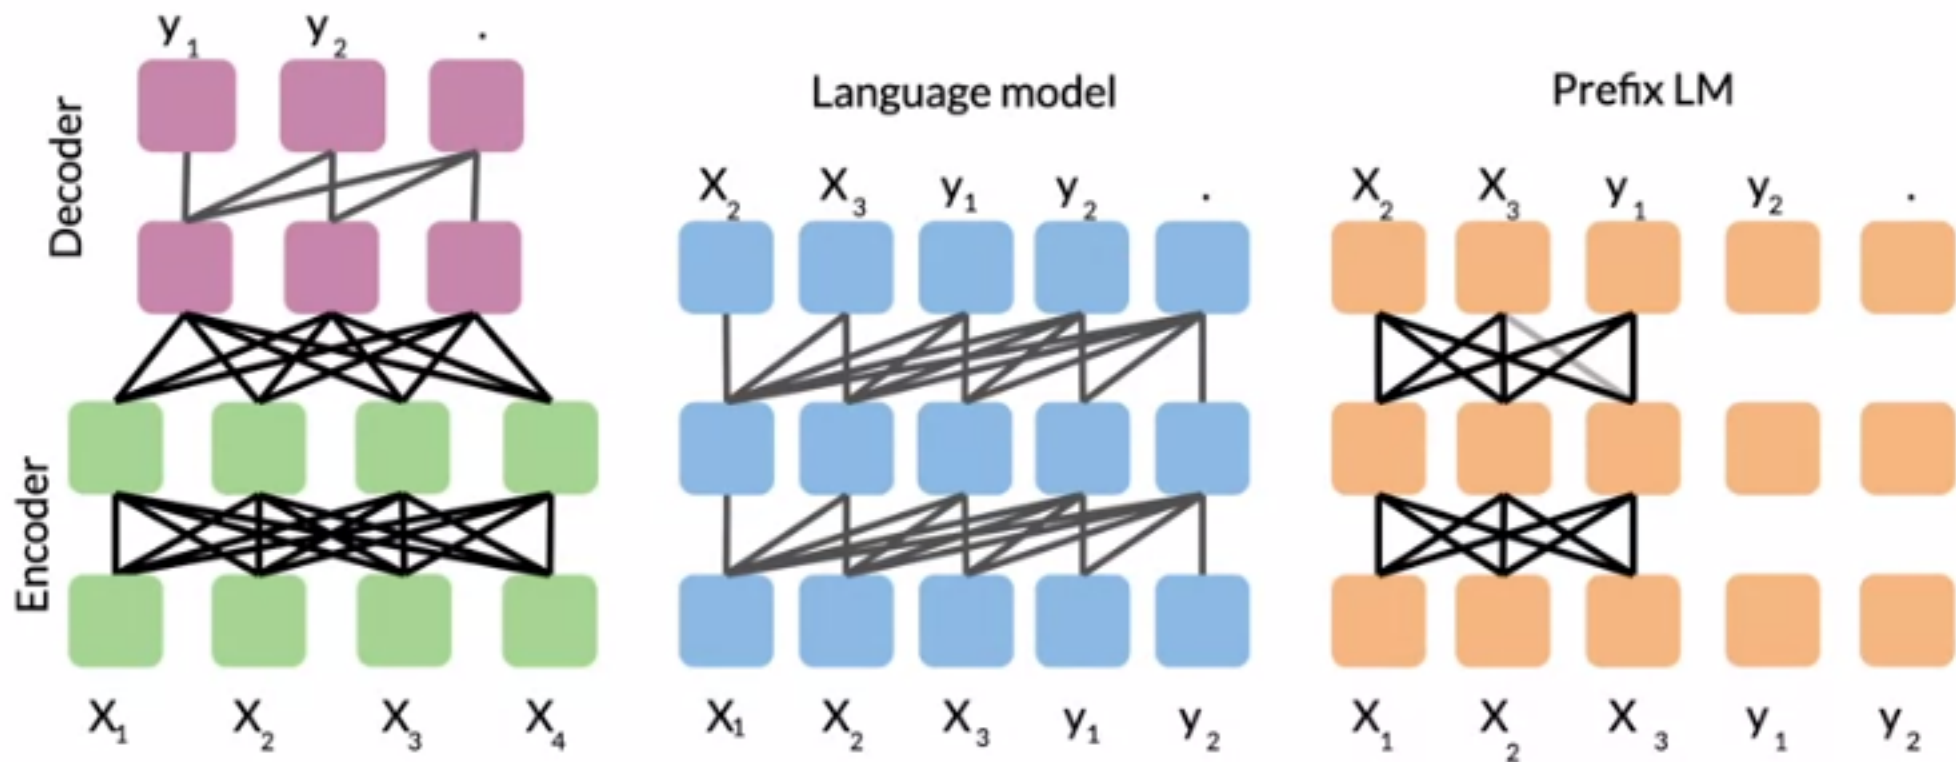 y₁ y₂ .
Decoder
Encoder
X₁ X₂ X₃ X₄
Language model
X₂ X₃ y₁ y₂ .
X₁ X₂ X₃ y₁ y₂
Prefix LM
X₂ X₃ y₁ y₂ .
X₁ X₂ X₃ y₁ y₂